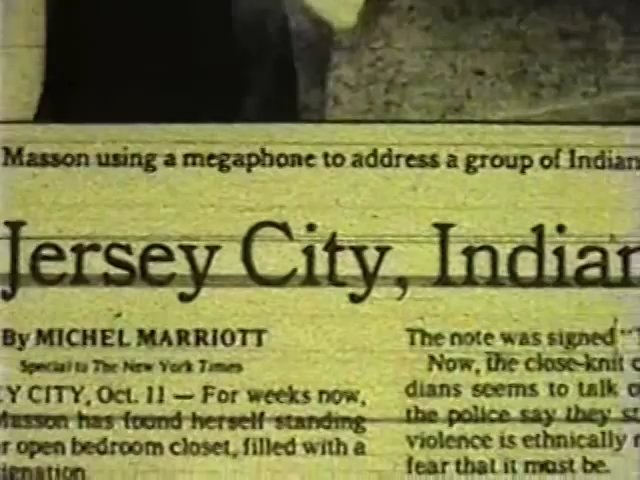 Masson using a megaphone to address a group of Indian
Jersey City, Indian
By MICHEL MARRIOTT
Special to The New York Times
Y CITY, Oct. 11 — For weeks now,
Masson has found herself standing
r open bedroom closet, filled with a
ignation
The note was signed "
Now, the close-knit c
dians seems to talk o
the police say they s
violence is ethnically
fear that it must be.